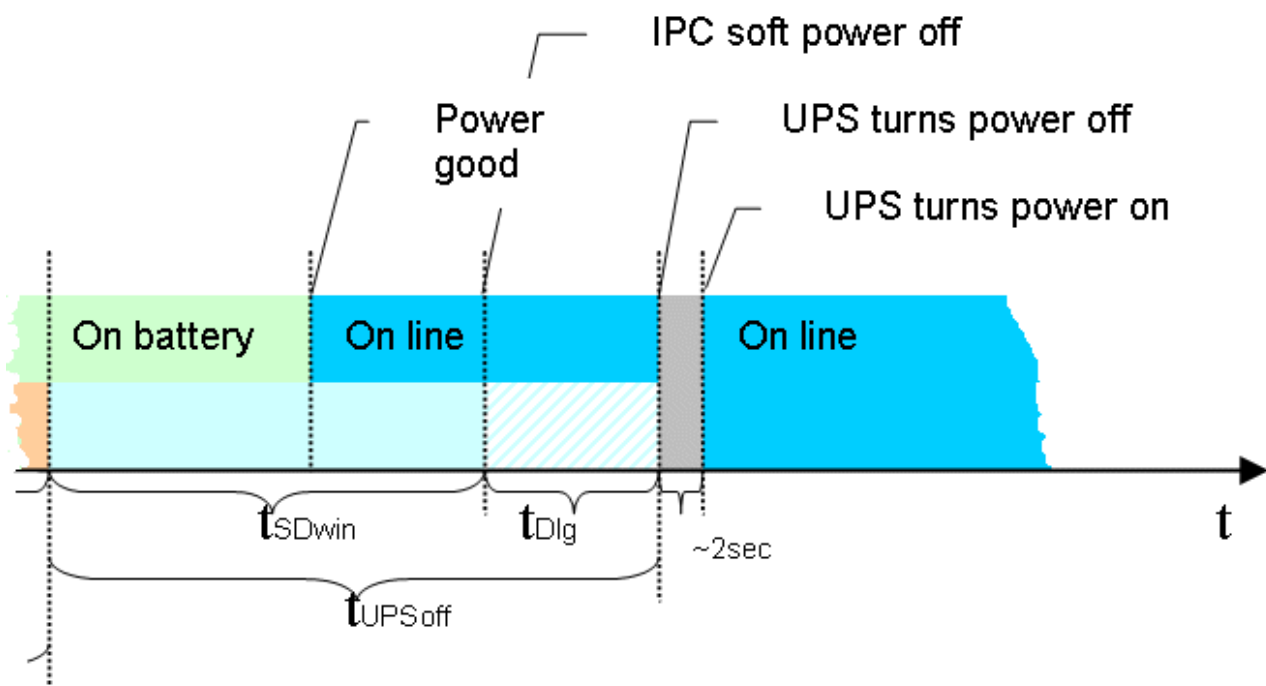 IPC soft power off
Power
good
UPS turns power off
UPS turns power on
On battery
On line
On line
tSDwin
tDlg
~2sec
t
tUPSoff